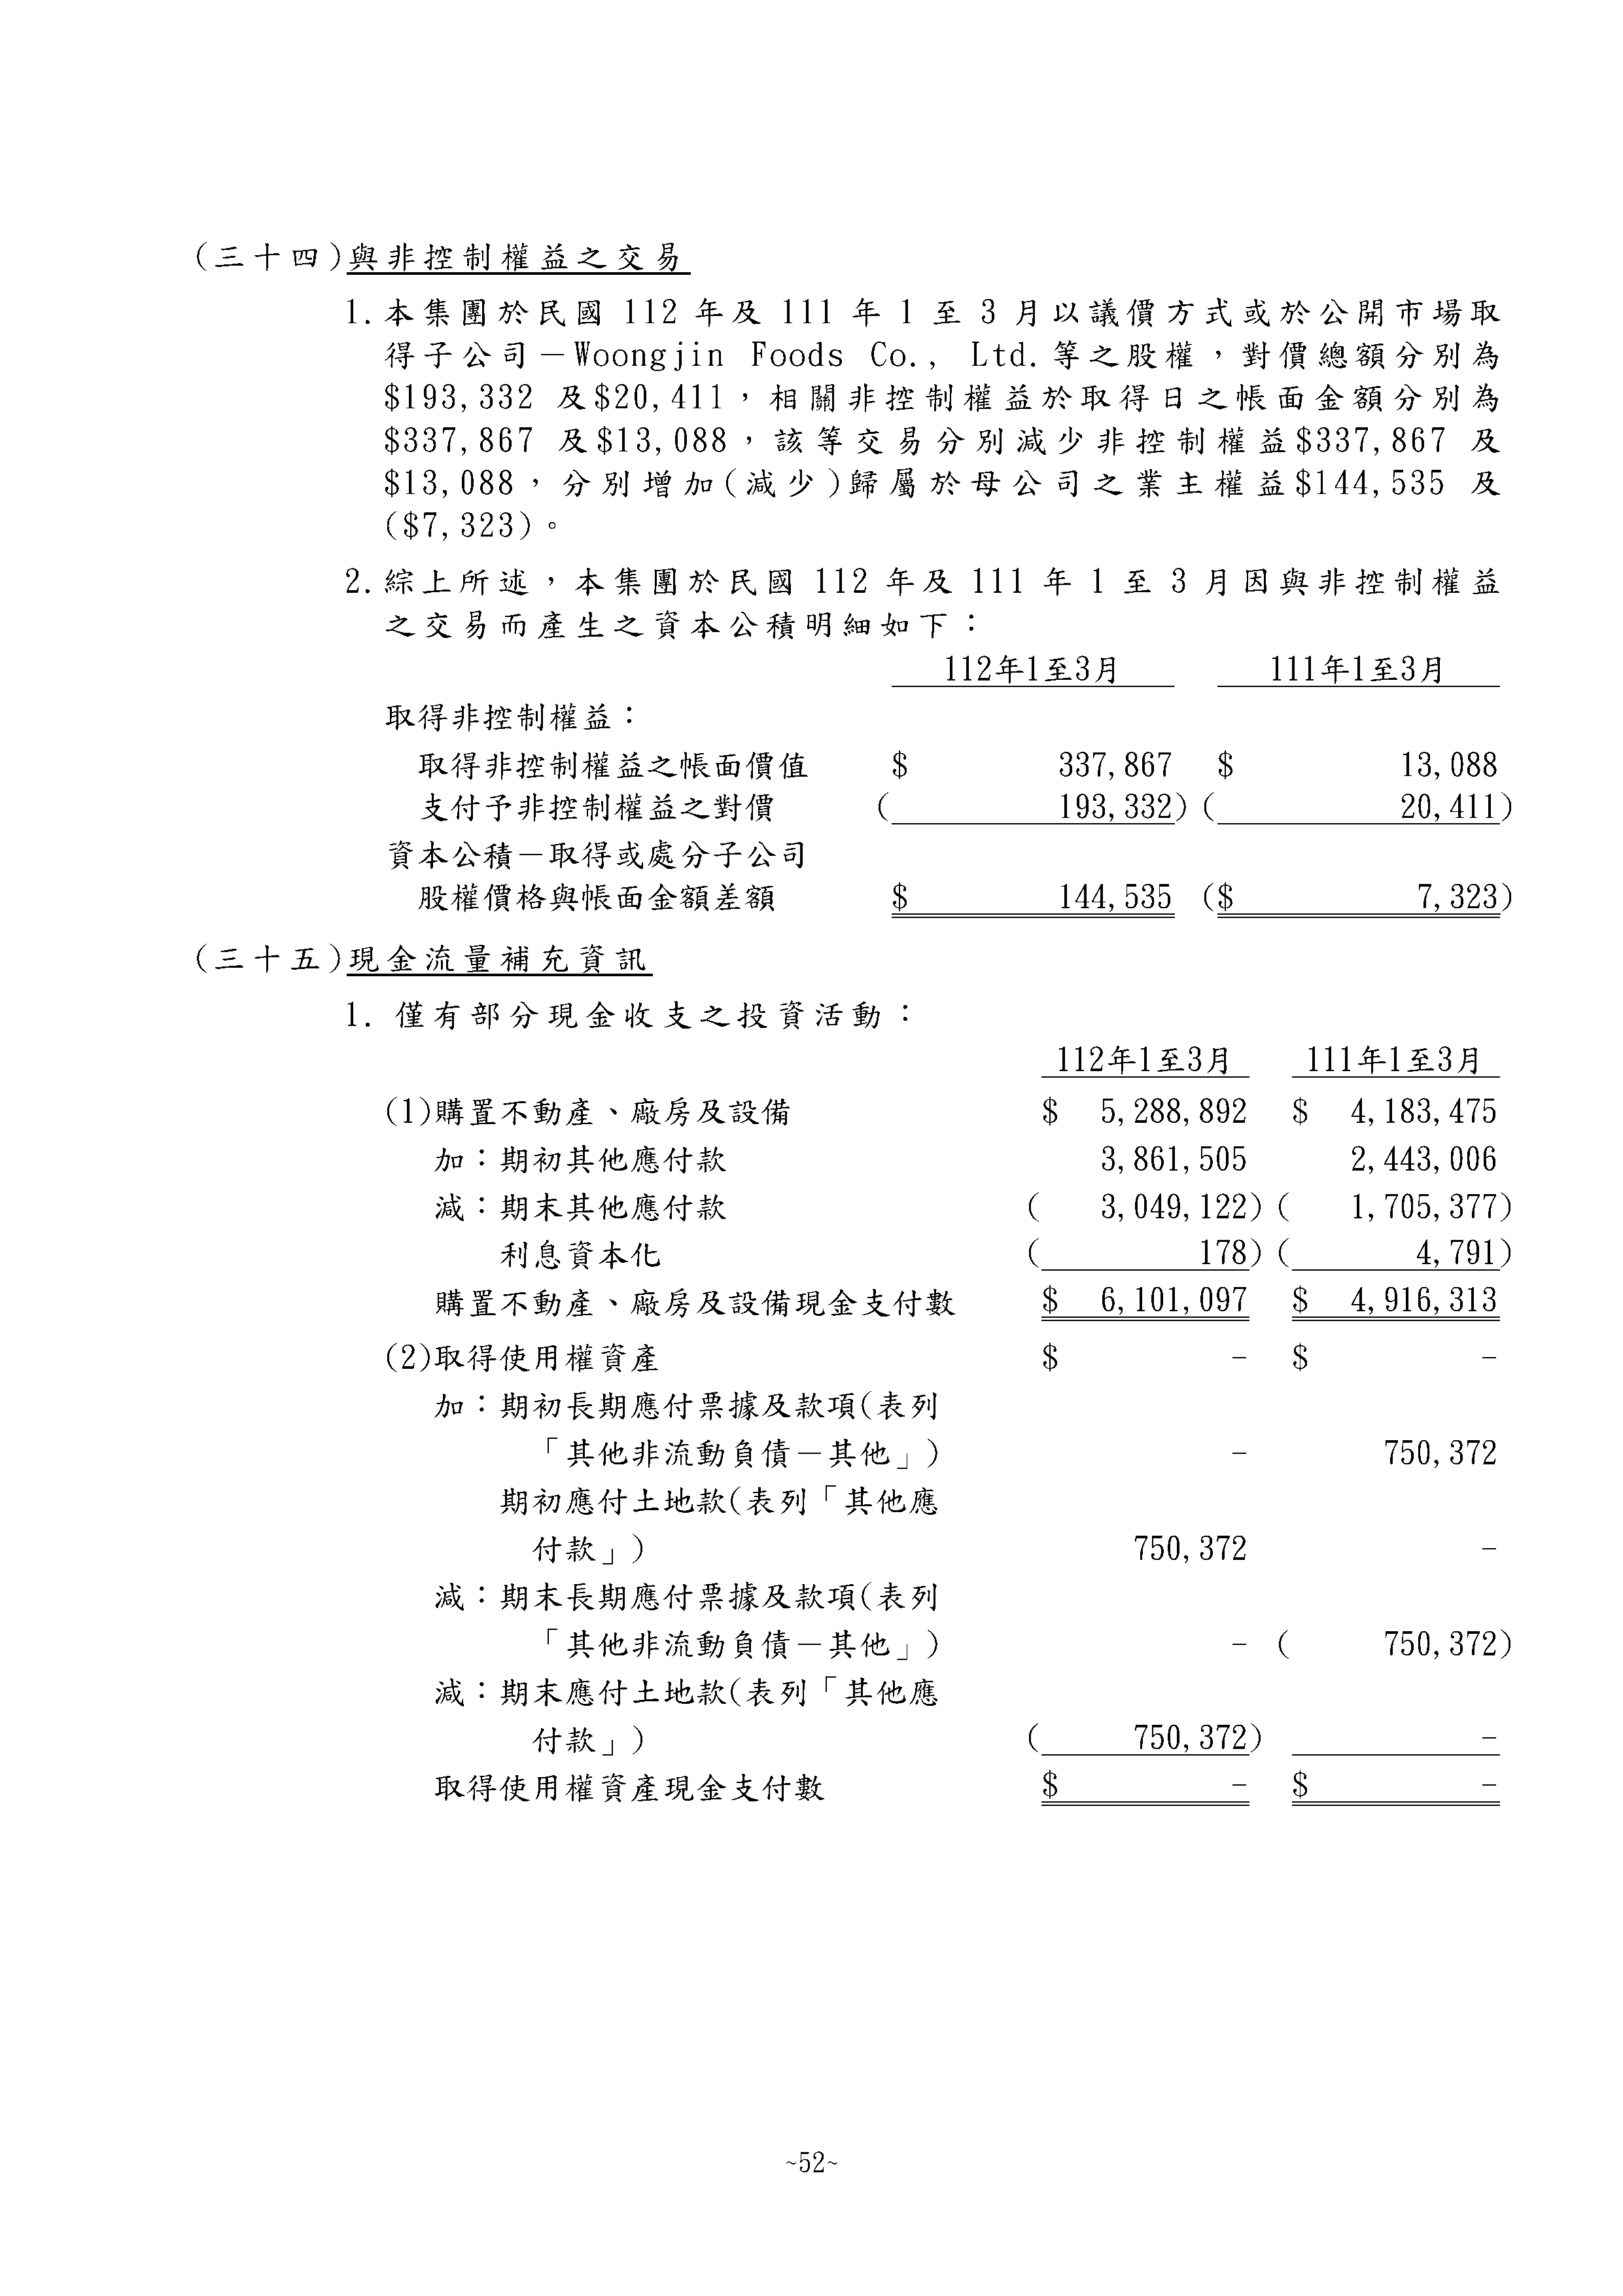 (三十四)與非控制權益之交易
1.本集團於民國 112 年及 111 年 1 至 3 月以議價方式或於公開市場取
得子公司－Woongjin Foods Co., Ltd.等之股權，對價總額分別為
$193,332 及$20,411，相關非控制權益於取得日之帳面金額分別為
$337,867 及$13,088，該等交易分別減少非控制權益$337,867 及
$13,088，分別增加(減少)歸屬於母公司之業主權益$144,535 及
($7,323)。
2.綜上所述，本集團於民國 112 年及 111 年 1 至 3 月因與非控制權益
之交易而產生之資本公積明細如下：
112年1至3月 111年1至3月
取得非控制權益：
取得非控制權益之帳面價值 $ 337,867 $ 13,088
支付予非控制權益之對價 ( 193,332) ( 20,411)
資本公積－取得或處分子公司
股權價格與帳面金額差額 $ 144,535 ($ 7,323)
(三十五)現金流量補充資訊
1. 僅有部分現金收支之投資活動：
112年1至3月 111年1至3月
(1)購置不動產、廠房及設備 $ 5,288,892 $ 4,183,475
加：期初其他應付款 3,861,505 2,443,006
減：期末其他應付款 ( 3,049,122) ( 1,705,377)
利息資本化 ( 178) ( 4,791)
購置不動產、廠房及設備現金支付數 $ 6,101,097 $ 4,916,313
(2)取得使用權資產 $ - $ -
加：期初長期應付票據及款項(表列
「其他非流動負債－其他」) - 750,372
期初應付土地款(表列「其他應
付款」) 750,372 -
減：期末長期應付票據及款項(表列
「其他非流動負債－其他」) - ( 750,372)
減：期末應付土地款(表列「其他應
付款」) ( 750,372) -
取得使用權資產現金支付數 $ - $ -
~52~